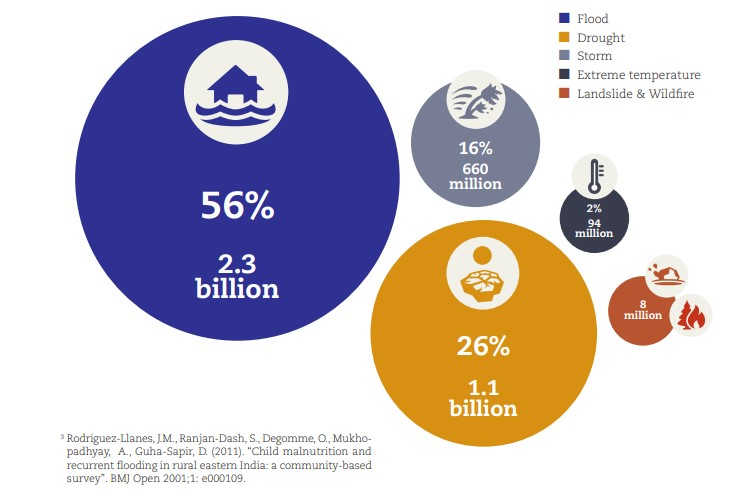 Flood
Drought
Storm
Extreme temperature
Landslide & Wildfire
56%
2.3
billion
16%
660
million
2%
94
million
8
million
26%
1.1
billion
³ Rodriguez-Llanes, J.M., Ranjan-Dash, S., Degomme, O., Mukho-
padhyay, A., Guha-Sapir, D. (2011). “Child malnutrition and
recurrent flooding in rural eastern India: a community-based
survey”. BMJ Open 2001;1: e000109.